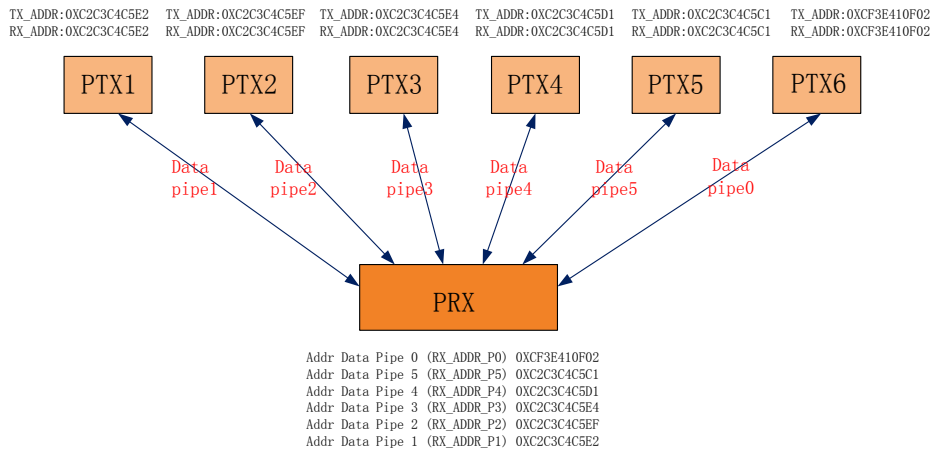 TX_ADDR:0XC2C3C4C5E2 TX_ADDR:0XC2C3C4C5EF TX_ADDR:0XC2C3C4C5E4 TX_ADDR:0XC2C3C4C5D1 TX_ADDR:0XC2C3C4C5C1 TX_ADDR:0XCF3E410F02
RX_ADDR:0XC2C3C4C5E2 RX_ADDR:0XC2C3C4C5EF RX_ADDR:0XC2C3C4C5E4 RX_ADDR:0XC2C3C4C5D1 RX_ADDR:0XC2C3C4C5C1 RX_ADDR:0XCF3E410F02
PTX1 PTX2 PTX3 PTX4 PTX5 PTX6
Data Data Data Data Data Data
pipe1 pipe2 pipe3 pipe4 pipe5 pipe0
PRX
Addr Data Pipe 0 (RX_ADDR_P0) 0XCF3E410F02
Addr Data Pipe 5 (RX_ADDR_P5) 0XC2C3C4C5C1
Addr Data Pipe 4 (RX_ADDR_P4) 0XC2C3C4C5D1
Addr Data Pipe 3 (RX_ADDR_P3) 0XC2C3C4C5E4
Addr Data Pipe 2 (RX_ADDR_P2) 0XC2C3C4C5EF
Addr Data Pipe 1 (RX_ADDR_P1) 0XC2C3C4C5E2